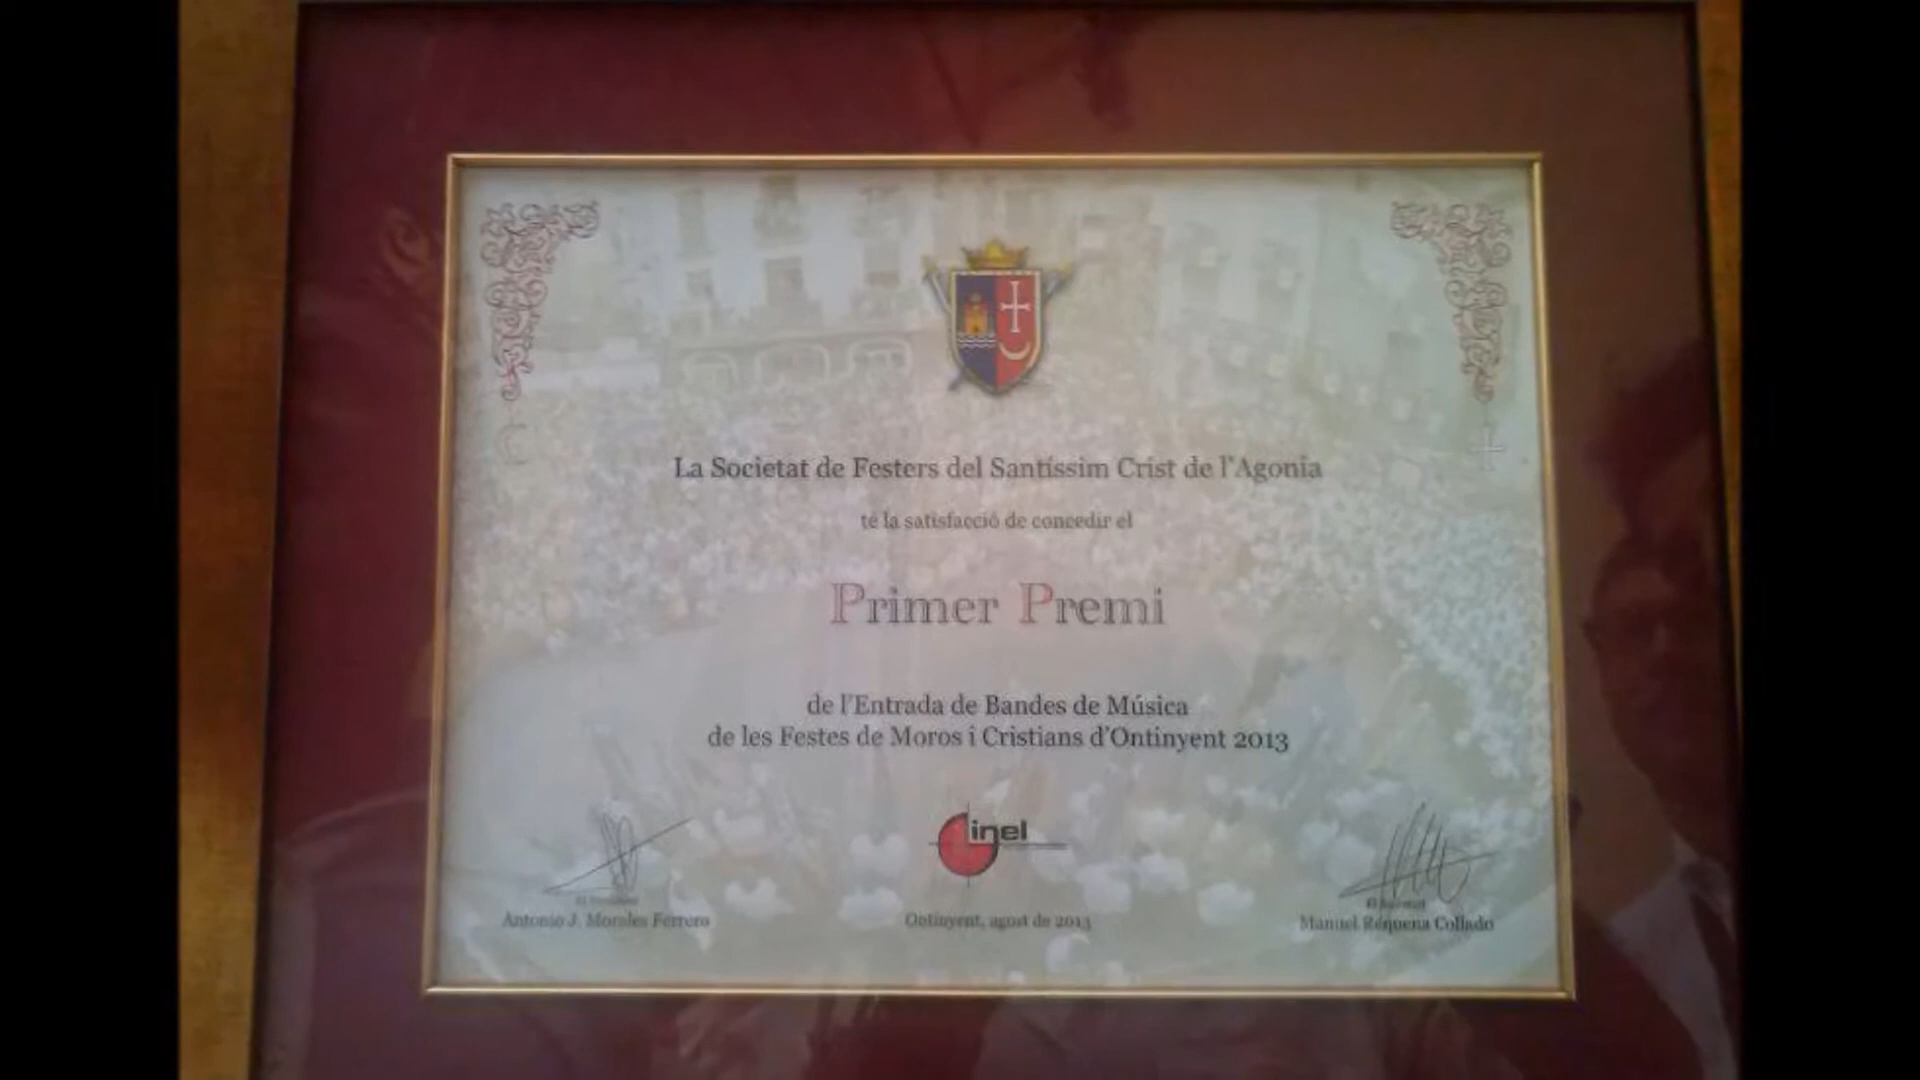 La Societat de Festers del Santíssim Crist de l'Agonia
té la satisfacció de concedir el
Primer Premi
de l'Entrada de Bandes de Música
de les Festes de Moros i Cristians d'Ontinyent 2013
inel
El President
Antonio J. Morales Ferrero
Ontinyent, agost de 2013
Manuel Requena Collado